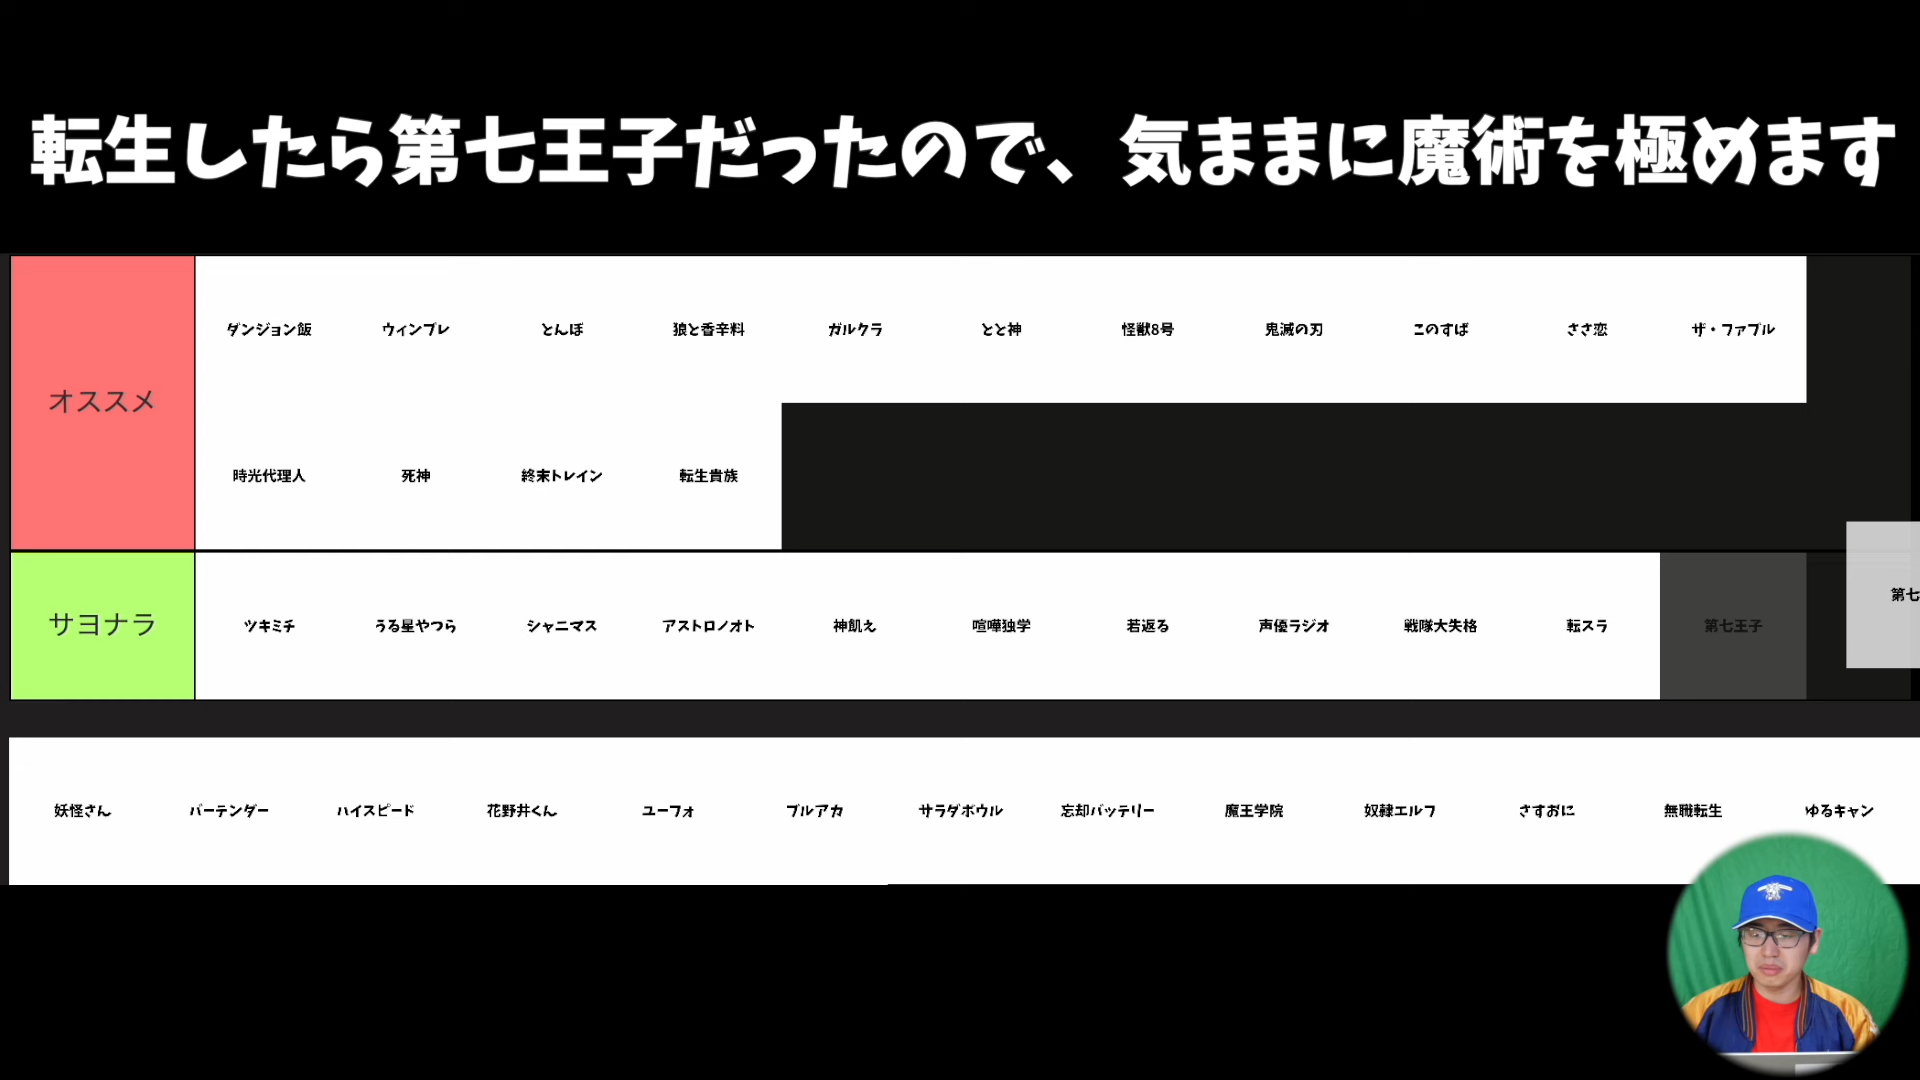 転生したら第七王子だったので、気ままに魔術を極めます
オススメ
ダンジョン飯 ウィンブレ とんぼ 狼と香辛料 ガルクラ とと神 怪獣8号 鬼滅の刃 このすば ささ恋 ザ・ファブル
時光代理人 死神 終末トレイン 転生貴族
サヨナラ
ツキミチ うる星やつら シャニマス アストロノオト 神飢え 喧嘩独学 若返る 声優ラジオ 戦隊大失格 転スラ 第七王子
第七
妖怪さん バーテンダー ハイスピード 花野井くん ユーフォ ブルアカ サラダボウル 忘却バッテリー 魔王学院 奴隷エルフ さすおに 無職転生 ゆるキャン